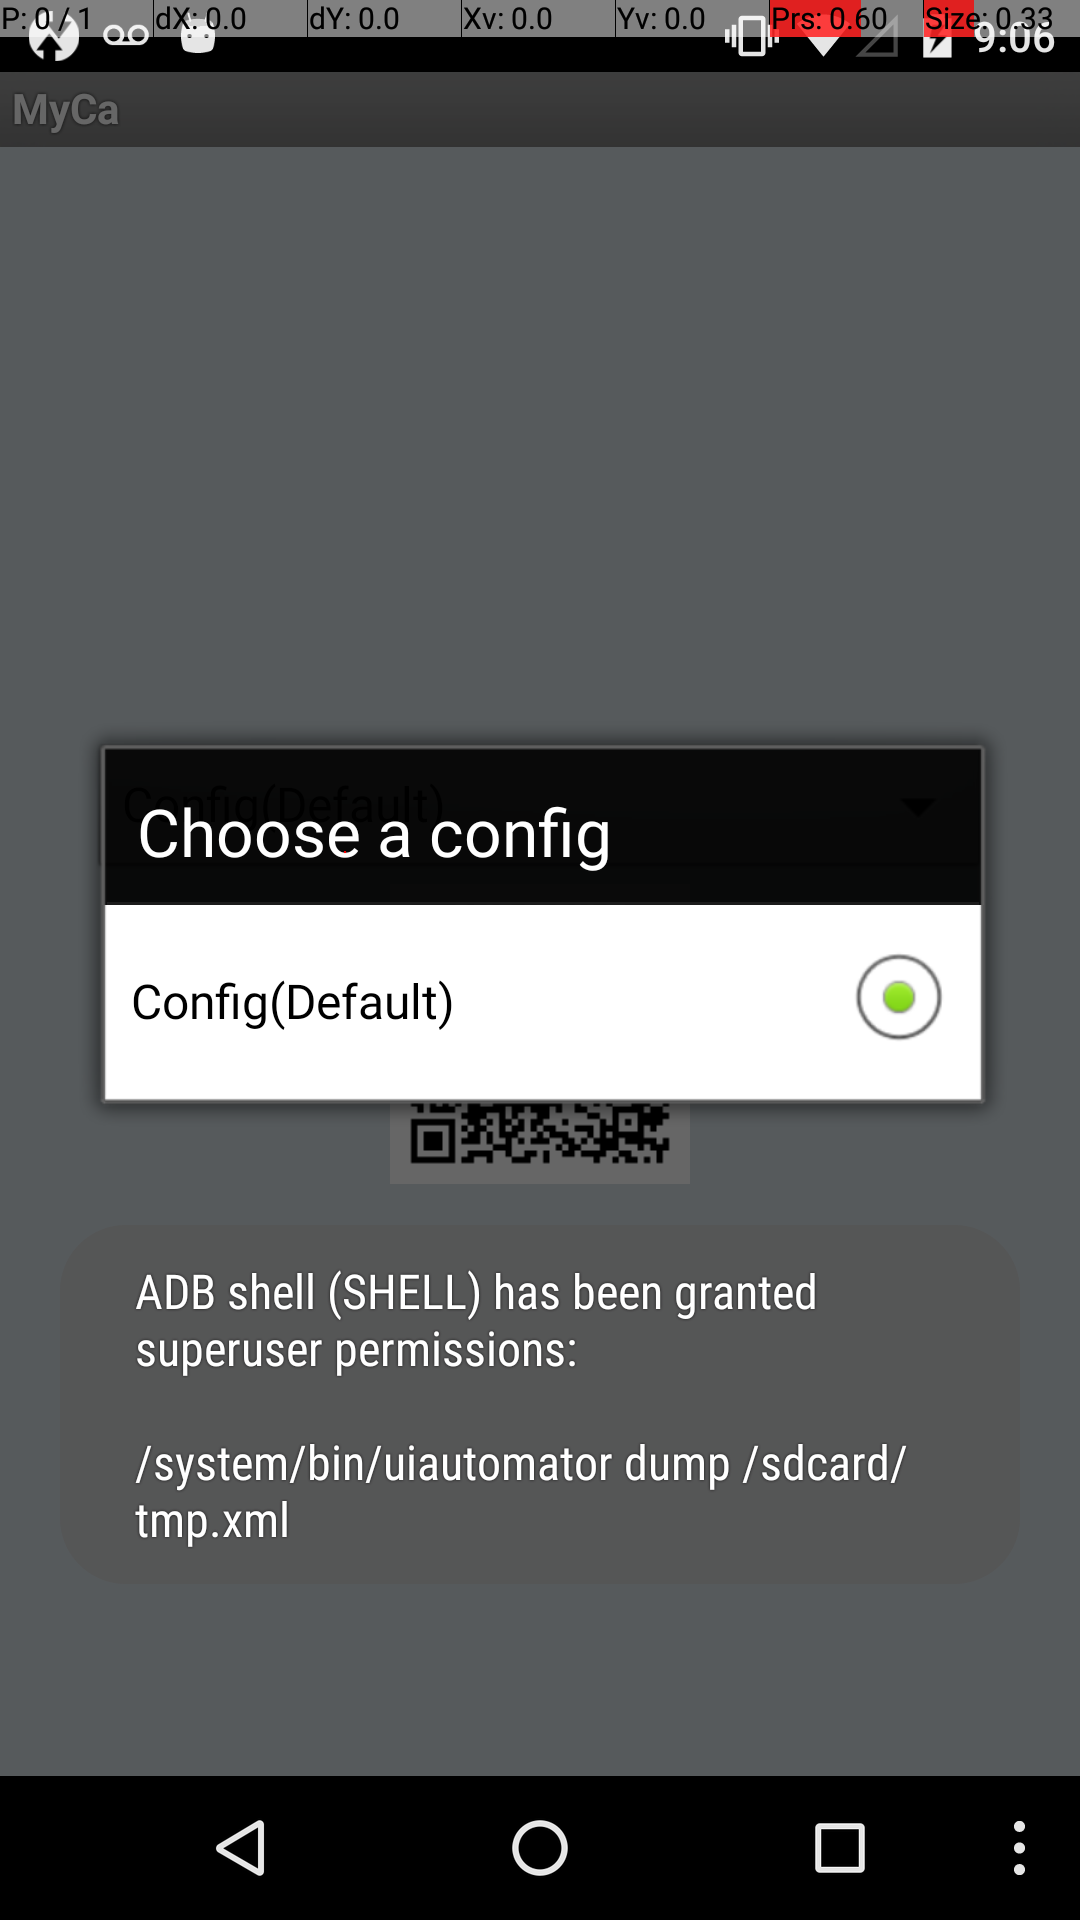 P: 0 / 1 dX: 0.0 dY: 0.0 Xv: 0.0 Yv: 0.0 Prs: 0.60 Size: 0.33
9:06
MyCa
Config(Default)
Choose a config
Config(Default)
ADB shell (SHELL) has been granted
superuser permissions:
/system/bin/uiautomator dump /sdcard/
tmp.xml